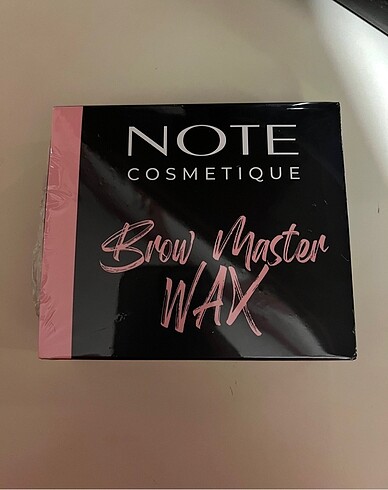 NOTE
COSMETIQUE
Brow Master
WAX